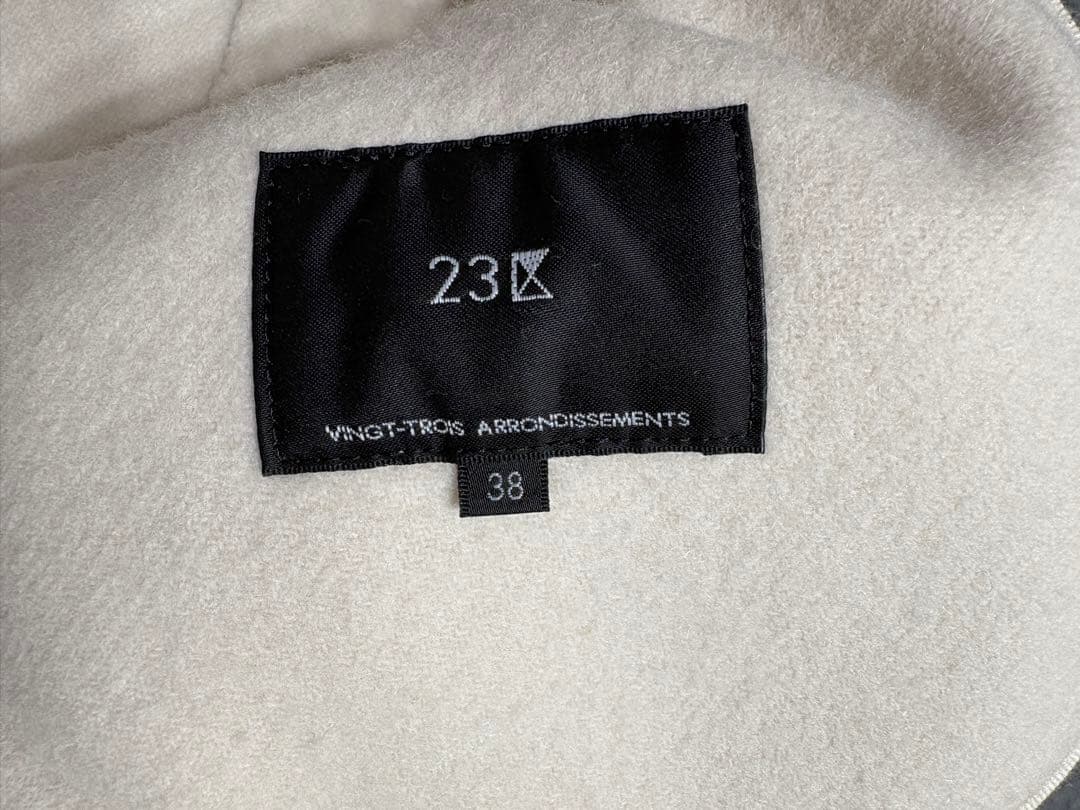 23区
VINGT-TROIS ARRONDISSEMENTS
38